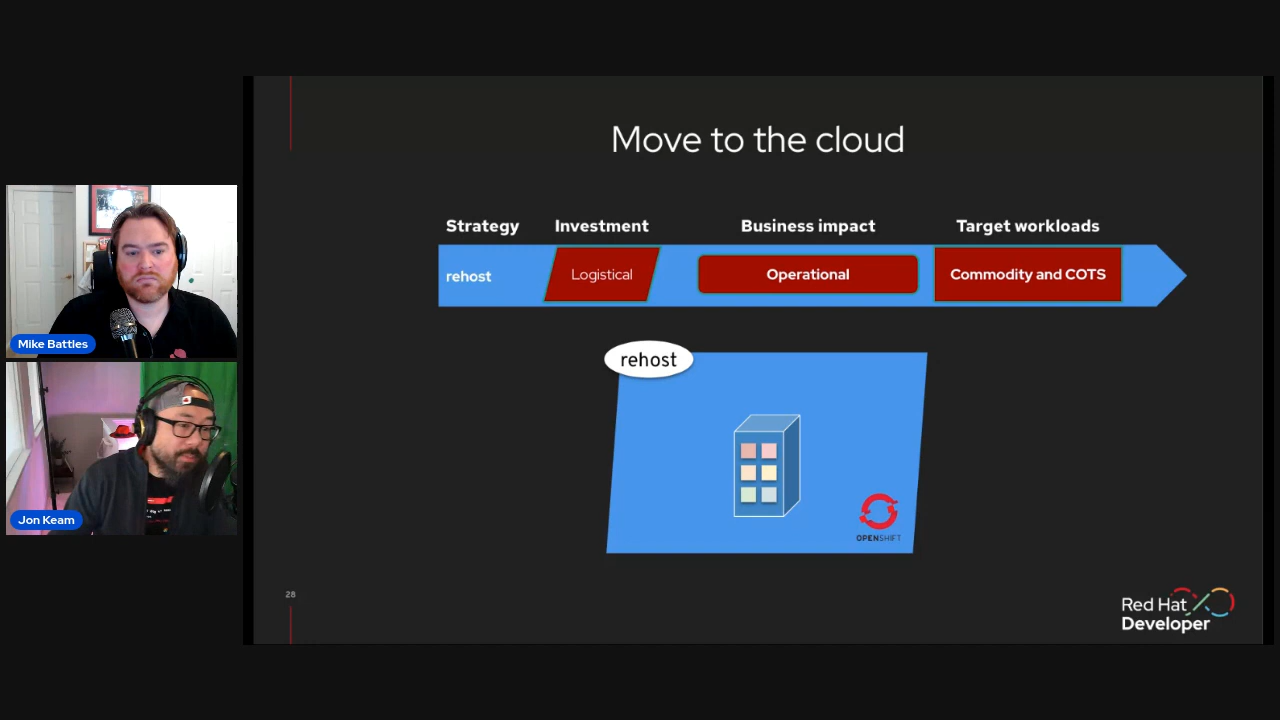 Move to the cloud
Strategy Investment Business impact Target workloads
rehost Logistical Operational Commodity and COTS
rehost
OPENSHIFT
28
Red Hat
Developer
Mike Battles
Jon Keam